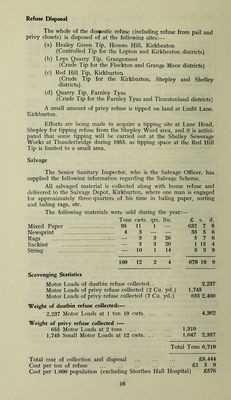 Refuse Disposal
The whole of the domestic refuse (including refuse from pail and
privy closets) is disposed of at the following sites:—
(a) Healey Green Tip, Houses Hill, Kirkheaton
(Controlled Tip for the Lepton and Kirkheaton districts)
(b) Leys Quarry Tip, Grangemoor
(Crude Tip for the Flockton and Grange Moor districts)
(c) Red Hill Tip, Kirkburton
(Crude Tip for the Kirkburton, Shepley and Shelley
districts).
(d) Quarry Tip, Farnley Tyas
(Crude Tip for the Farnley Tyas and Thurstonland districts)
A small amount of privy refuse is tipped on land at Linfit Lane,
Kirkburton.
Efforts are being made to acquire a tipping site at Lane Head,
Shepley for tipping refuse from the Shepley Ward area, and it is antici-
pated that some tipping will be carried out at the Shelley Sewerage
Works at Thunderbridge during 1955, as tipping space at the Red Hill
Tip is limited to a small area.
Salvage
The Senior Sanitary Inspector, who is the Salvage Officer, has
supplied the following information regarding the Salvage Scheme.
All salvaged material is collected along with house refuse and
delivered to the Salvage Depot, Kirkburton, where one man is engaged
for approximately three-quarters of his time in baling paper, sorting
and baling rags, etc.
The following materials were sold during the year:—
Tons cwts. qrs. lbs. £ s. d.
Mixed Paper ... 95 11 1 — 632 7 8
Newsprint ... 4 3 — — 35 5 6
Rags ... — 3 3 26 5 7 6
Sacking ... — 3 3 20 1 15 4
String ... — 10 1 14 5 3 9
100 12 2 4 679 19 9
Scavenging Statistics
Motor Loads of dustbin refuse collected... 2,237
Motor Loads of privy refuse collected (2 Cu. yd.) 1,745
Motor Loads of privy refuse collected (7 Cu. yd.) 655 2,400
Weight of dustbin refuse collected:—
2,237 Motor Loads at 1 ton 19 cwts. ... 4,362
Weight of privy refuse collected :—
655 Motor Loads at 2 tons ... 1,310
1,745 Small Motor Loads at 12 cwts. ... 1,047 2,357
Total Tons 6,719
Total cost of collection and disposal ... £8,444
Cost per ton of refuse ... £1 5 0
Cost per 1,000 population (excluding Storthes Hall Hospital) £576
16